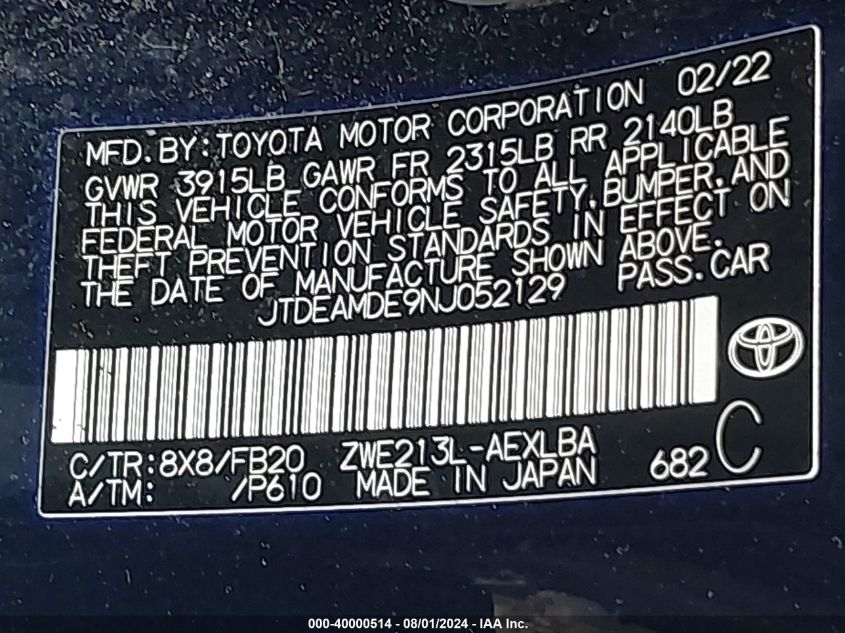 MFD. BY: TOYOTA MOTOR CORPORATION 02/22
GVWR 3915LB GAWR FR 2315LB RR 2140LB
THIS VEHICLE CONFORMS TO ALL APPLICABLE
FEDERAL MOTOR VEHICLE SAFETY, BUMPER, AND
THEFT PREVENTION STANDARDS IN EFFECT ON
THE DATE OF MANUFACTURE SHOWN ABOVE.
JTDEAMDE9NJ052129 PASS. CAR
C/TR: 8X8/FB20 ZWE213L-AEXLBA
A/TM: /P610 MADE IN JAPAN 682 C
000-40000514 - 08/01/2024 - IAA Inc.